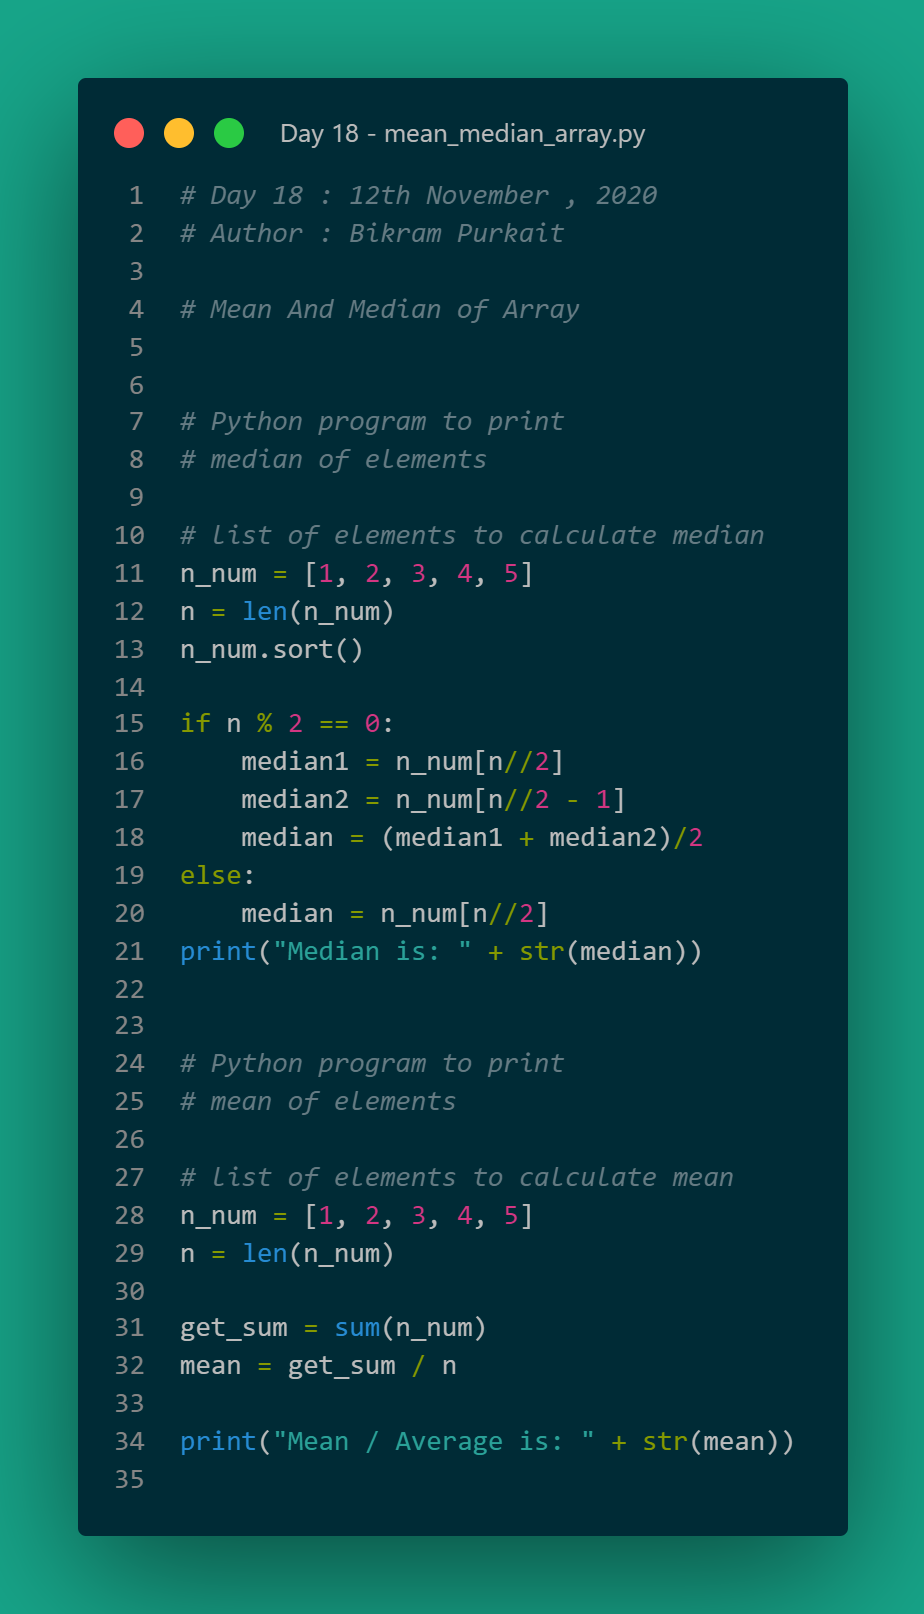 Day 18 - mean_median_array.py
1 # Day 18 : 12th November , 2020
2 # Author : Bikram Purkait
3
4 # Mean And Median of Array
5
6
7 # Python program to print
8 # median of elements
9
10 # list of elements to calculate median
11 n_num = [1, 2, 3, 4, 5]
12 n = len(n_num)
13 n_num.sort()
14
15 if n % 2 == 0:
16     median1 = n_num[n//2]
17     median2 = n_num[n//2 - 1]
18     median = (median1 + median2)/2
19 else:
20     median = n_num[n//2]
21 print("Median is: " + str(median))
22
23
24 # Python program to print
25 # mean of elements
26
27 # list of elements to calculate mean
28 n_num = [1, 2, 3, 4, 5]
29 n = len(n_num)
30
31 get_sum = sum(n_num)
32 mean = get_sum / n
33
34 print("Mean / Average is: " + str(mean))
35